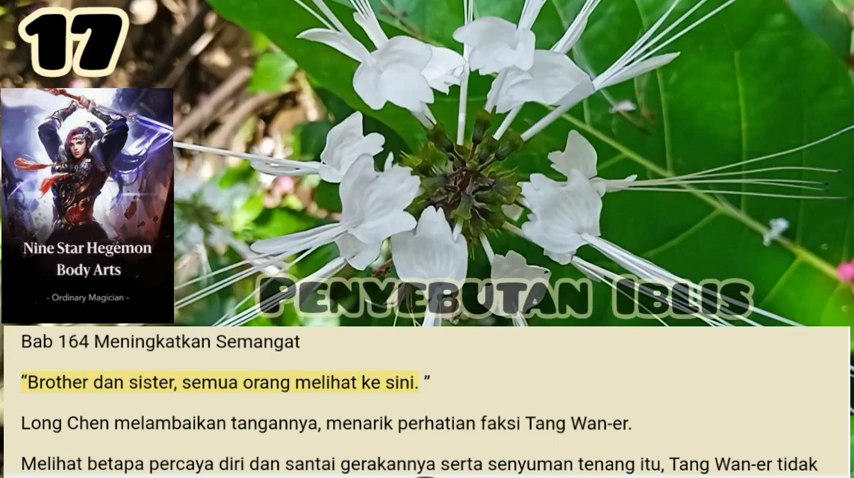 17
Nine Star Hegemon
Body Arts
- Ordinary Magician -
Penyebutan Iblis
Bab 164 Meningkatkan Semangat
“Brother dan sister, semua orang melihat ke sini. ”
Long Chen melambaikan tangannya, menarik perhatian faksi Tang Wan-er.
Melihat betapa percaya diri dan santai gerakannya serta senyuman tenang itu, Tang Wan-er tidak